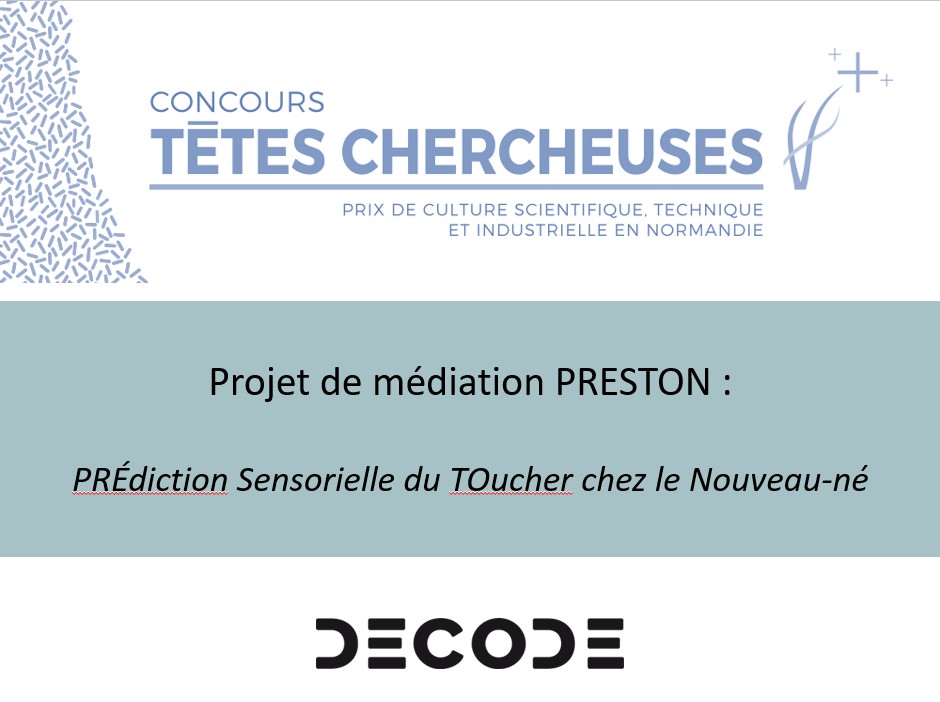 CONCOURS
TÊTES CHERCHEUSES
PRIX DE CULTURE SCIENTIFIQUE, TECHNIQUE
ET INDUSTRIELLE EN NORMANDIE
Projet de médiation PRESTON :
PRÉdiction Sensorielle du TOucher chez le Nouveau-né
DECODE